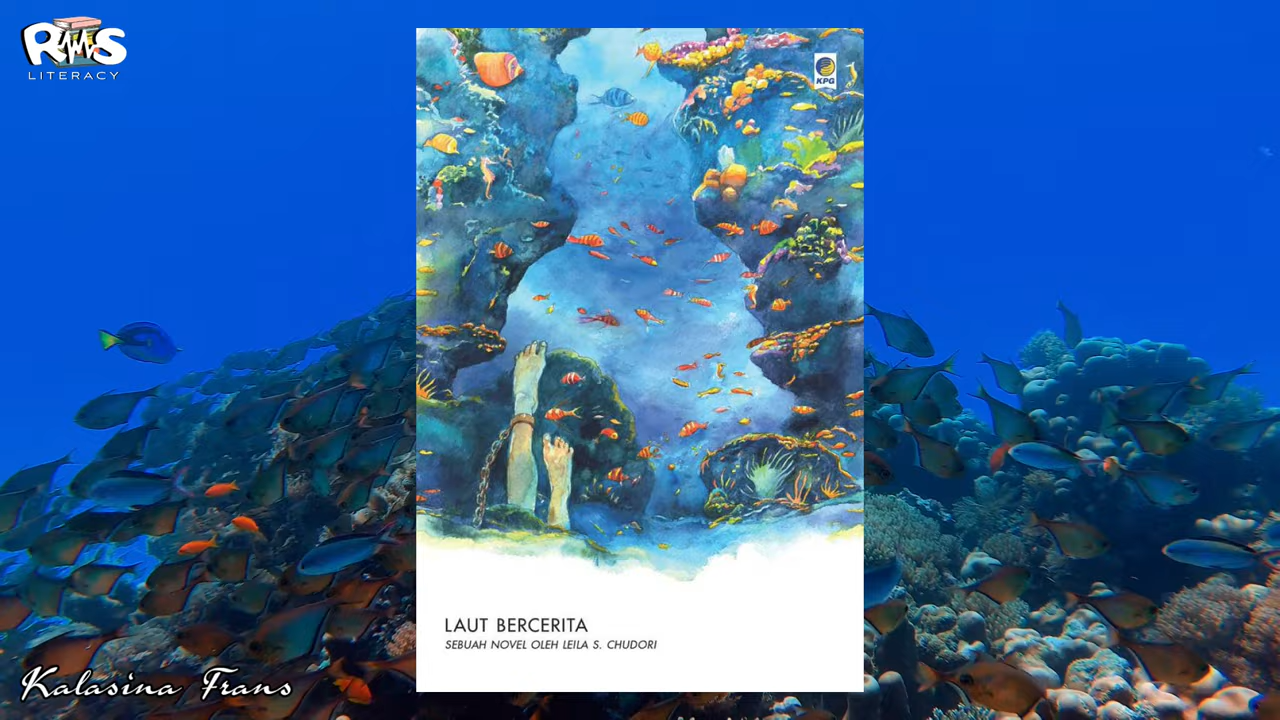 RMS
LITERACY
KPG
LAUT BERCERITA
SEBUAH NOVEL OLEH LEILA S. CHUDORI
Kalasina Frans